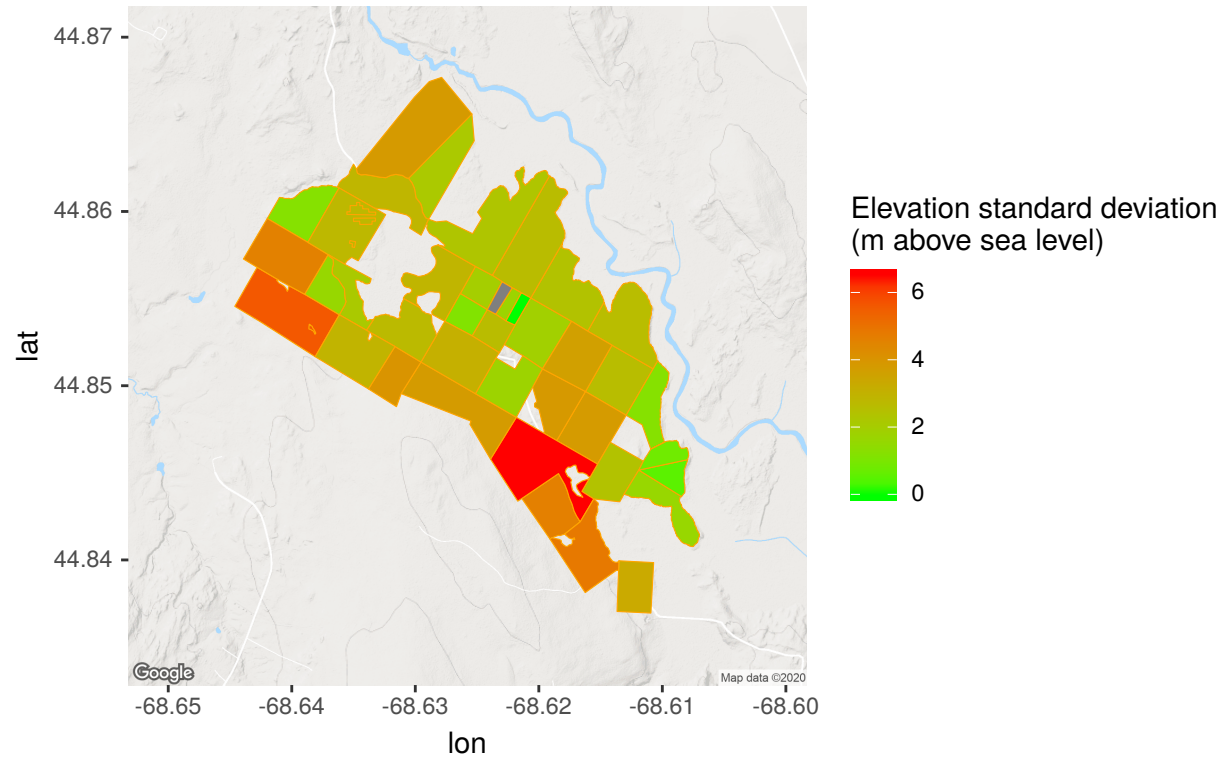 44.87
44.86
44.85
44.84
lat
-68.65 -68.64 -68.63 -68.62 -68.61 -68.60
lon
Google
Map data ©2020
Elevation standard deviation
(m above sea level)
6
4
2
0